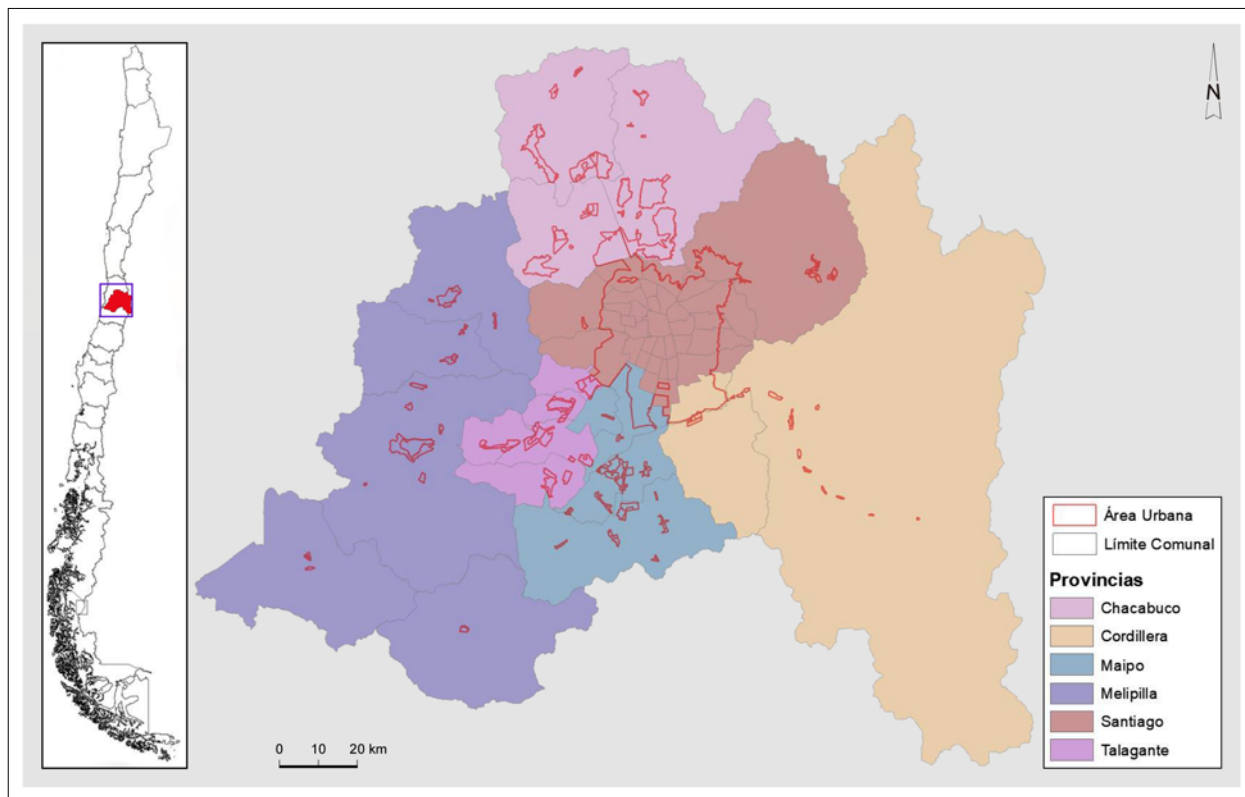 N
Área Urbana
Límite Comunal
Provincias
Chacabuco
Cordillera
Maipo
Melipilla
Santiago
Talagante
0 10 20 km